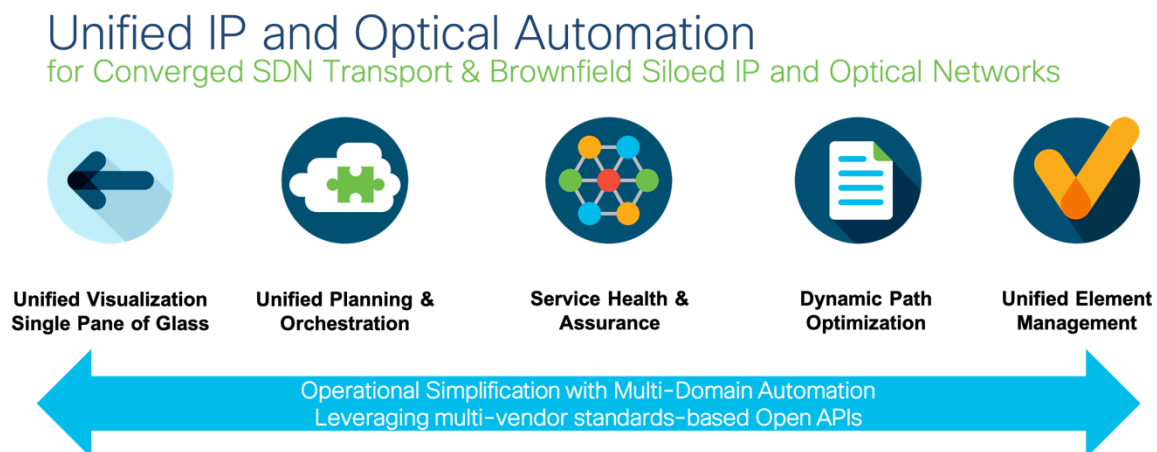 Unified IP and Optical Automation
for Converged SDN Transport & Brownfield Siloed IP and Optical Networks
Unified Visualization
Single Pane of Glass
Unified Planning &
Orchestration
Service Health &
Assurance
Dynamic Path
Optimization
Unified Element
Management
Operational Simplification with Multi-Domain Automation
Leveraging multi-vendor standards-based Open APIs